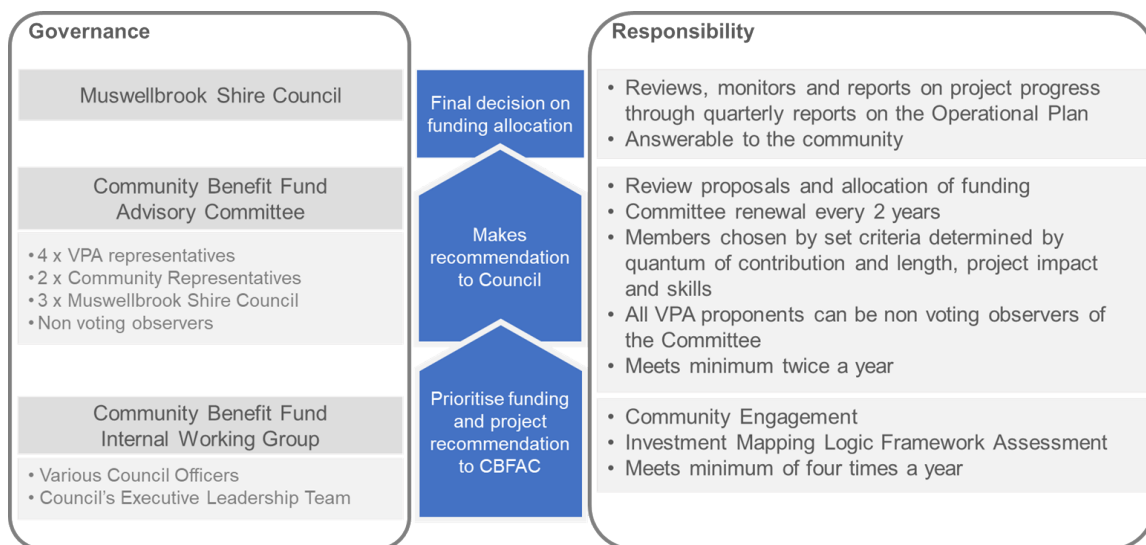 Governance
Muswellbrook Shire Council
Community Benefit Fund
Advisory Committee
• 4 x VPA representatives
• 2 x Community Representatives
• 3 x Muswellbrook Shire Council
• Non voting observers
Community Benefit Fund
Internal Working Group
• Various Council Officers
• Council's Executive Leadership Team
Final decision on
funding allocation
Makes
recommendation
to Council
Prioritise funding
and project
recommendation
to CBFAC
Responsibility
• Reviews, monitors and reports on project progress
through quarterly reports on the Operational Plan
• Answerable to the community
• Review proposals and allocation of funding
• Committee renewal every 2 years
• Members chosen by set criteria determined by
quantum of contribution and length, project impact
and skills
• All VPA proponents can be non voting observers of
the Committee
• Meets minimum twice a year
• Community Engagement
• Investment Mapping Logic Framework Assessment
• Meets minimum of four times a year